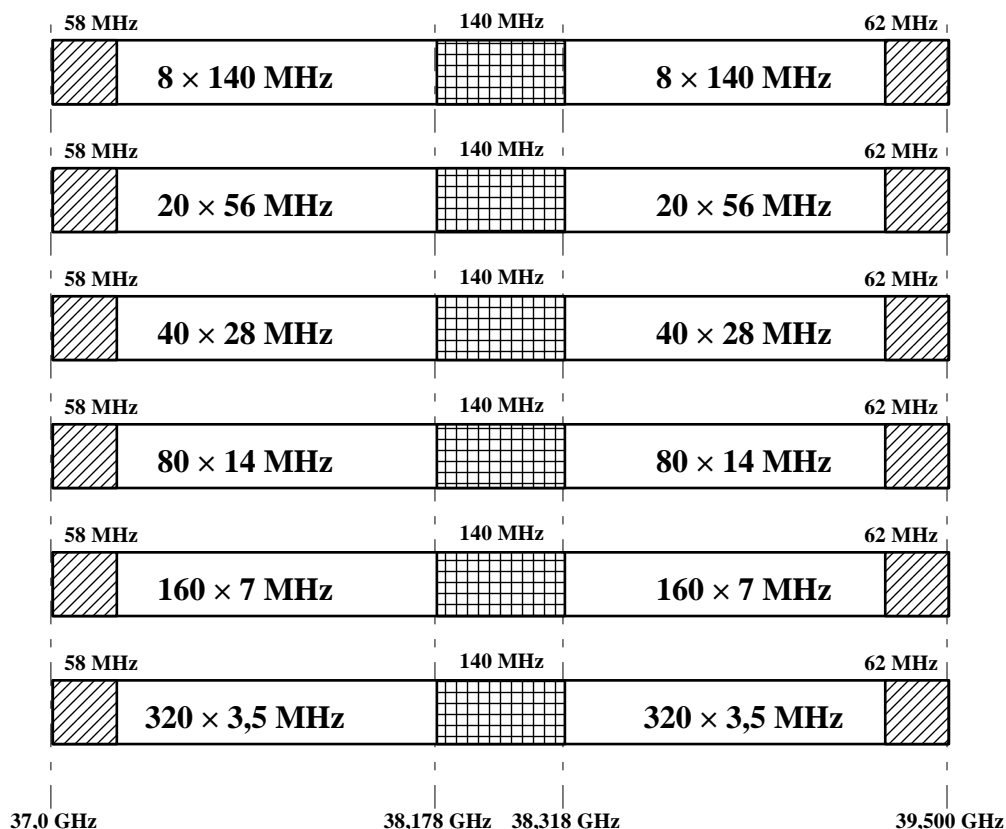 58 MHz 140 MHz 62 MHz
8 × 140 MHz 8 × 140 MHz
58 MHz 140 MHz 62 MHz
20 × 56 MHz 20 × 56 MHz
58 MHz 140 MHz 62 MHz
40 × 28 MHz 40 × 28 MHz
58 MHz 140 MHz 62 MHz
80 × 14 MHz 80 × 14 MHz
58 MHz 140 MHz 62 MHz
160 × 7 MHz 160 × 7 MHz
58 MHz 140 MHz 62 MHz
320 × 3,5 MHz 320 × 3,5 MHz
37,0 GHz 38,178 GHz 38,318 GHz 39,500 GHz